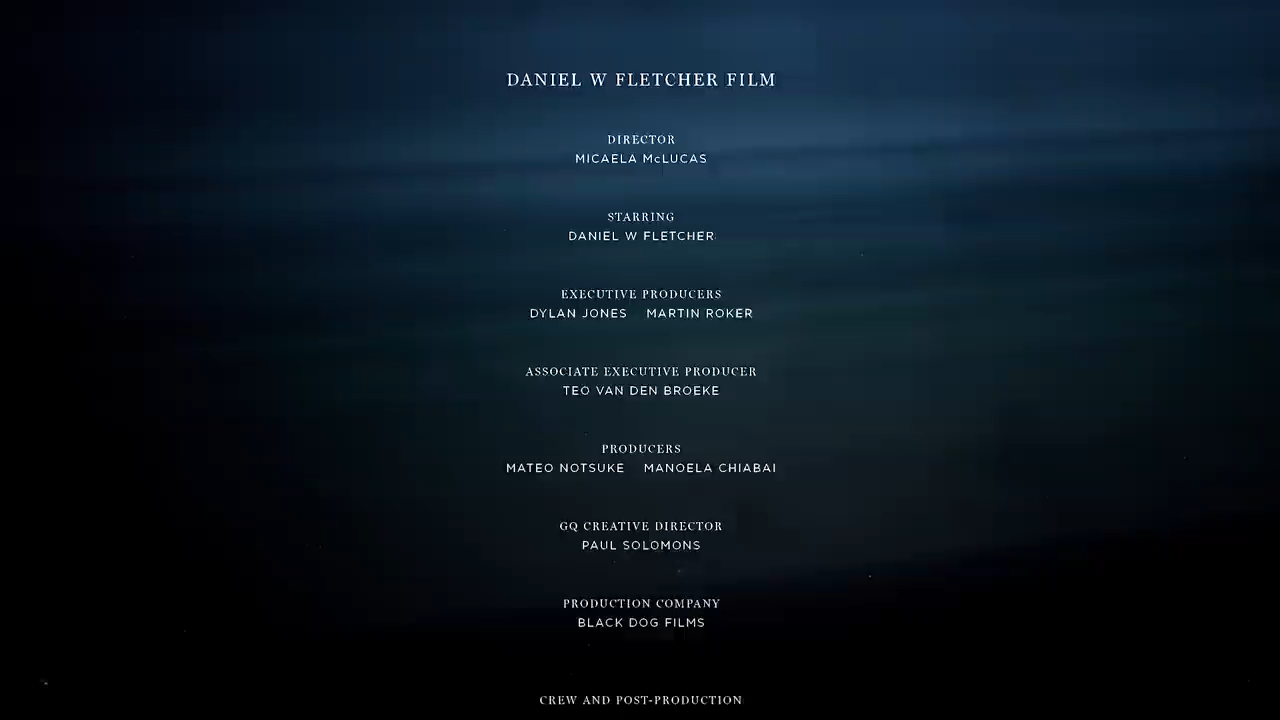 DANIEL W FLETCHER FILM
DIRECTOR
MICAELA McLUCAS
STARRING
DANIEL W FLETCHER
EXECUTIVE PRODUCERS
DYLAN JONES MARTIN ROKER
ASSOCIATE EXECUTIVE PRODUCER
TEO VAN DEN BROEKE
PRODUCERS
MATEO NOTSUKE MANOELA CHIABAI
GQ CREATIVE DIRECTOR
PAUL SOLOMONS
PRODUCTION COMPANY
BLACK DOG FILMS
CREW AND POST-PRODUCTION